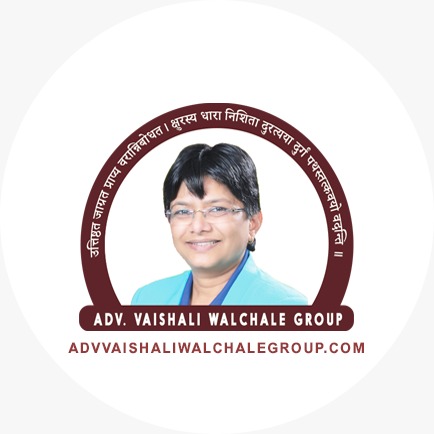 उत्तिष्ठत जाग्रत प्राप्य वरान्निबोधत । क्षुरस्य धारा निशिता दुरत्यया दुर्गं पथस्तत्कवयो वदन्ति ॥
ADV. VAISHALI WALCHALE GROUP
ADVVAISHALIWALCHALEGROUP.COM